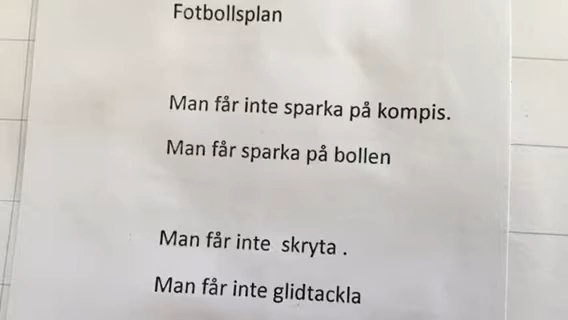 Fotbollsplan
Man får inte sparka på kompis.
Man får sparka på bollen
Man får inte  skryta .
Man får inte glidtackla